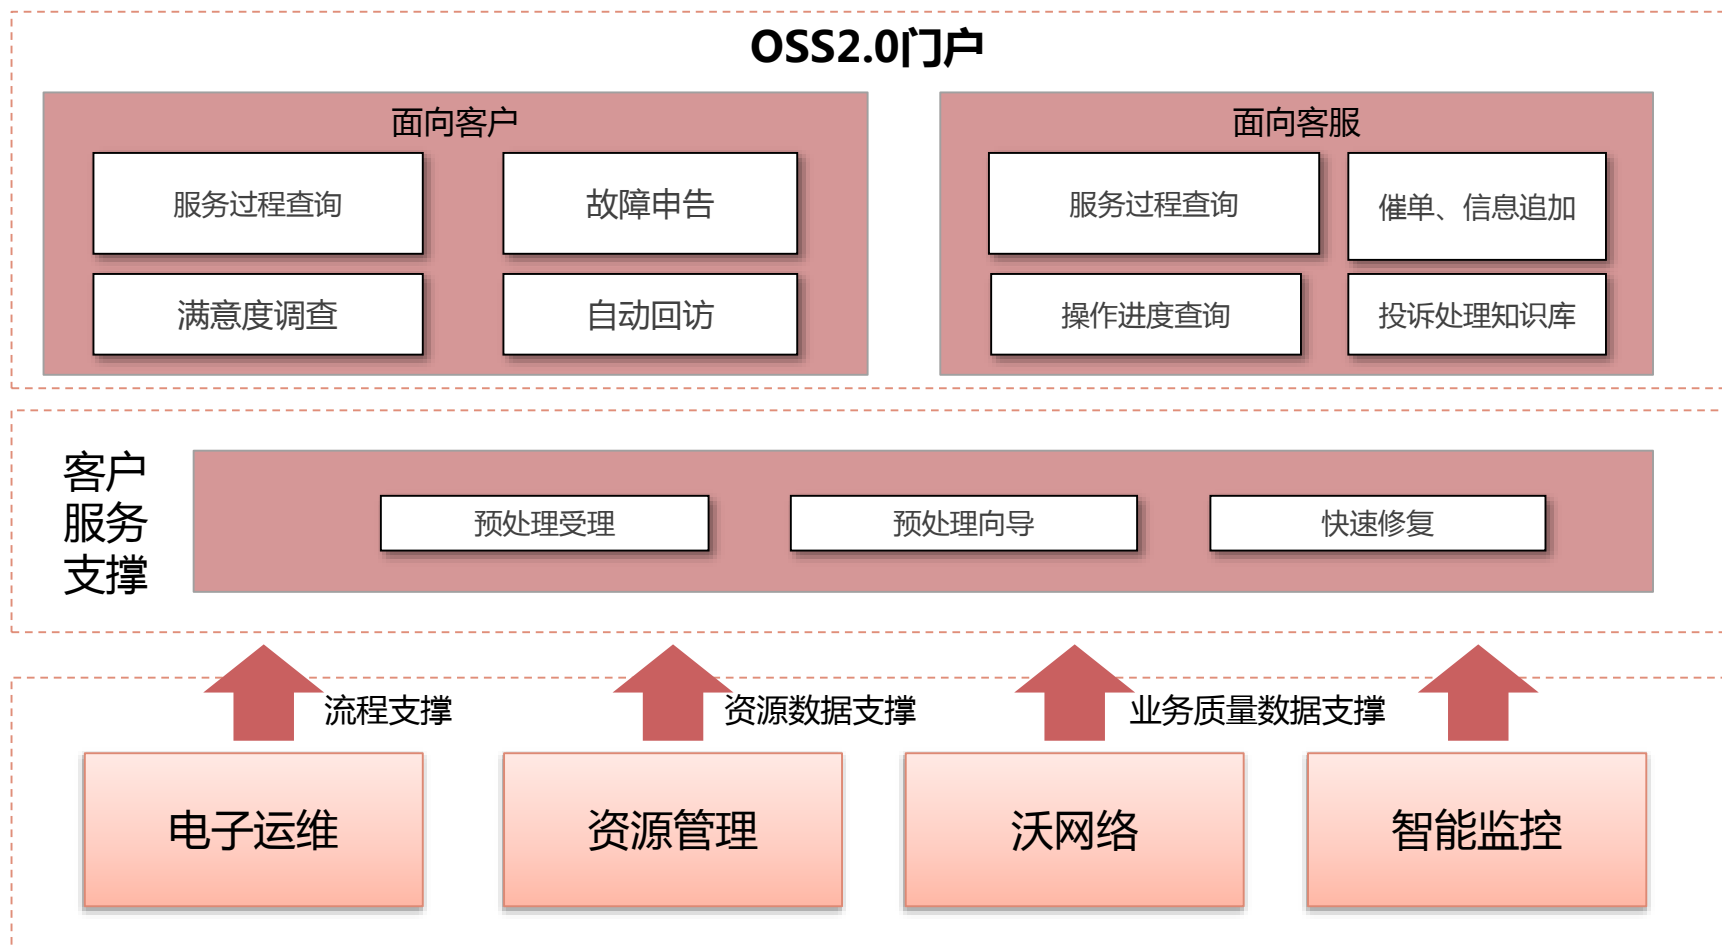 OSS2.0门户
面向客户
服务过程查询
故障申告
满意度调查
自动回访
面向客服
服务过程查询
催单、信息追加
操作进度查询
投诉处理知识库
客户
服务
支撑
预处理受理
预处理向导
快速修复
流程支撑
资源数据支撑
业务质量数据支撑
电子运维
资源管理
沃网络
智能监控